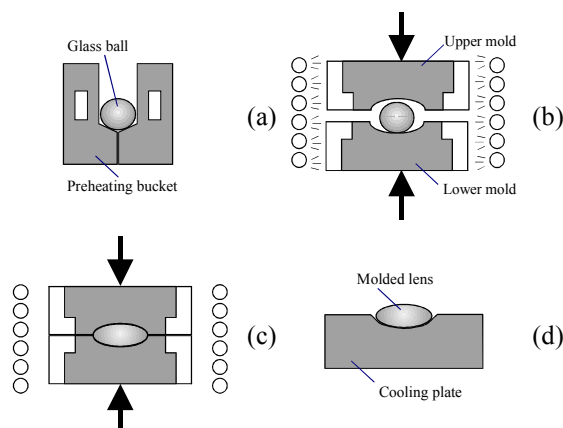 Glass ball
(a)
Preheating bucket
Upper mold
(b)
Lower mold
(c)
Molded lens
(d)
Cooling plate